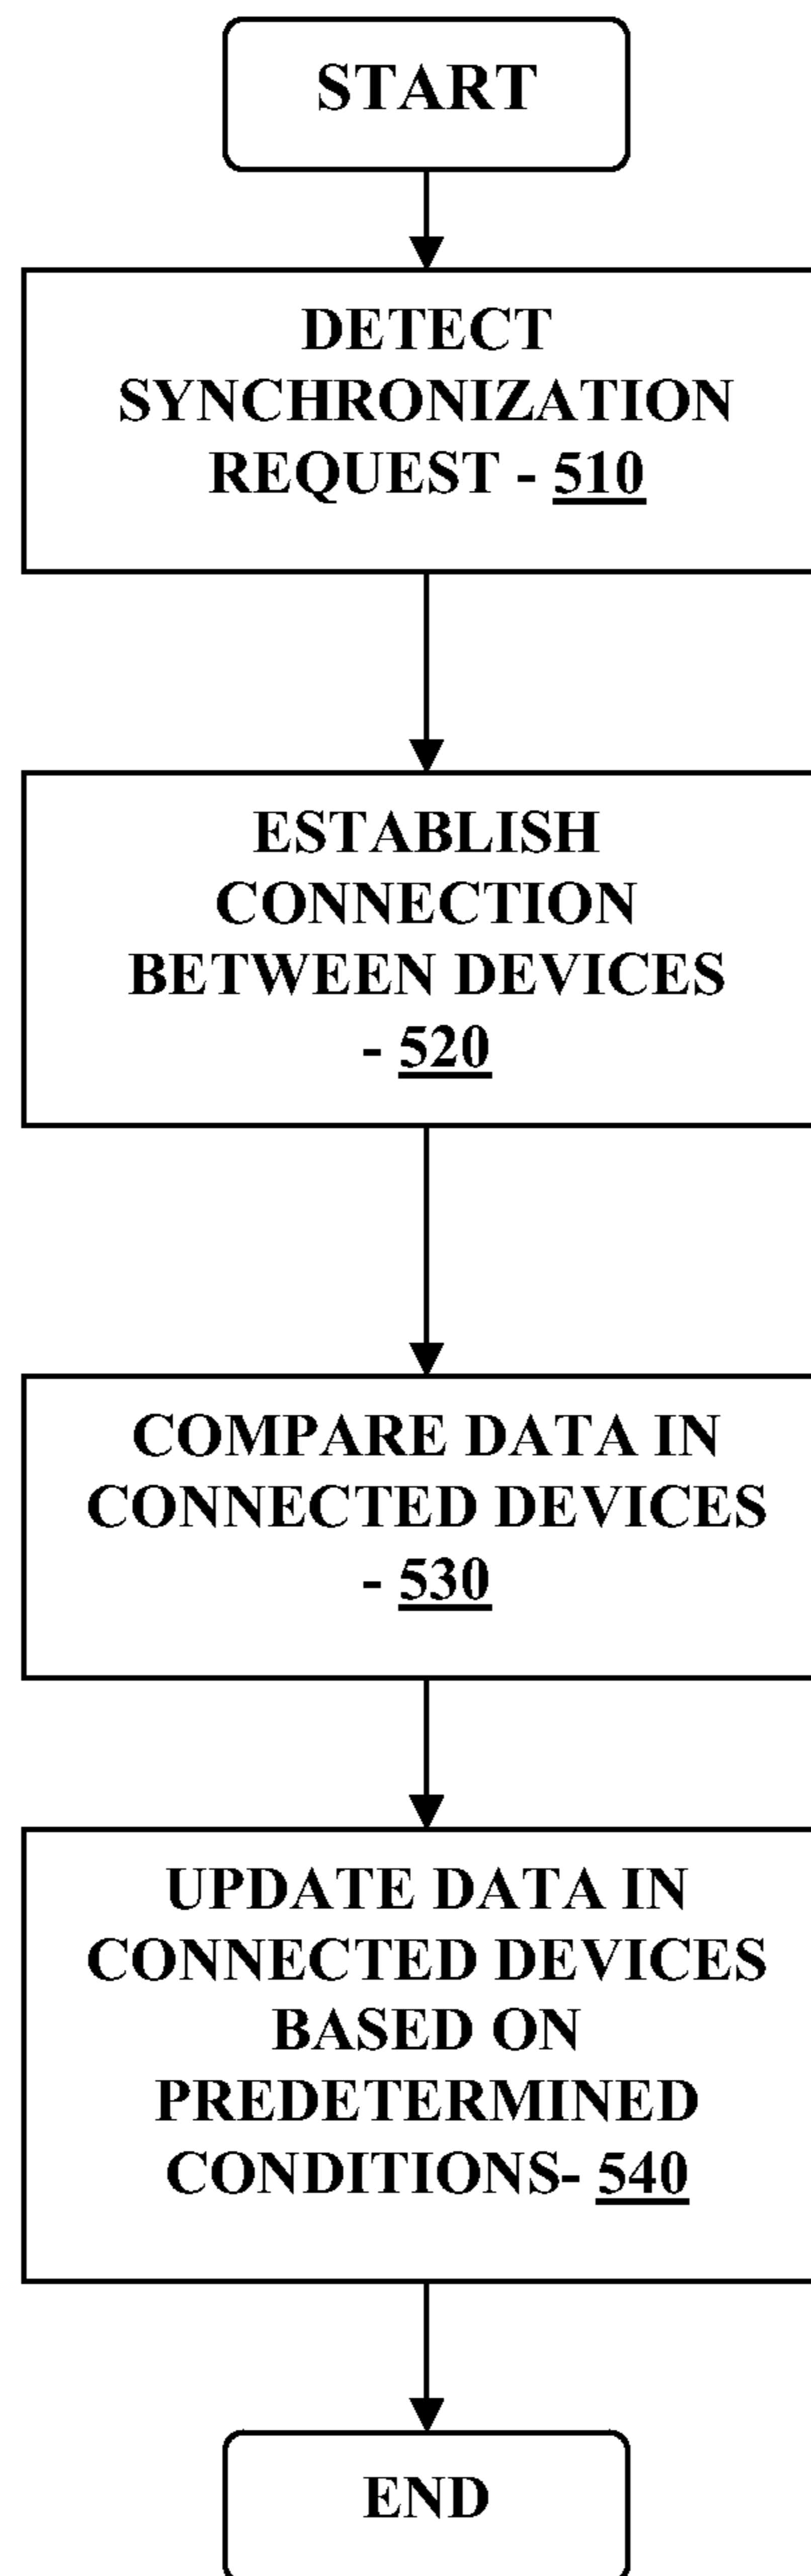 START
DETECT
SYNCHRONIZATION
REQUEST - 510
ESTABLISH
CONNECTION
BETWEEN DEVICES
- 520
COMPARE DATA IN
CONNECTED DEVICES
- 530
UPDATE DATA IN
CONNECTED DEVICES
BASED ON
PREDETERMINED
CONDITIONS- 540
END